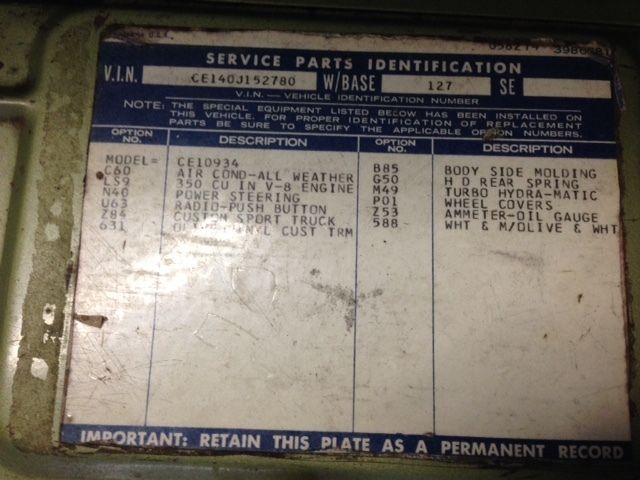 U.S.A.
SERVICE PARTS IDENTIFICATION
V.I.N. CE140J152780 W/BASE 127 SE
V.I.N. — VEHICLE IDENTIFICATION NUMBER
NOTE: THE SPECIAL EQUIPMENT LISTED BELOW HAS BEEN INSTALLED ON
THIS VEHICLE. FOR PROPER IDENTIFICATION OF REPLACEMENT
PARTS BE SURE TO SPECIFY THE APPLICABLE OPTION NUMBERS.
OPTION NO. DESCRIPTION OPTION NO. DESCRIPTION
MODEL= CE10934
C60 AIR COND-ALL WEATHER
LS9 350 CU IN V-8 ENGINE
N40 POWER STEERING
U63 RADIO-PUSH BUTTON
Z84 CUSTOM SPORT TRUCK
631 CUST TRM
B85 BODY SIDE MOLDING
G50 H D REAR SPRING
M49 TURBO HYDRA-MATIC
P01 WHEEL COVERS
Z53 AMMETER-OIL GAUGE
588 WHT & M/OLIVE & WHT
IMPORTANT: RETAIN THIS PLATE AS A PERMANENT RECORD